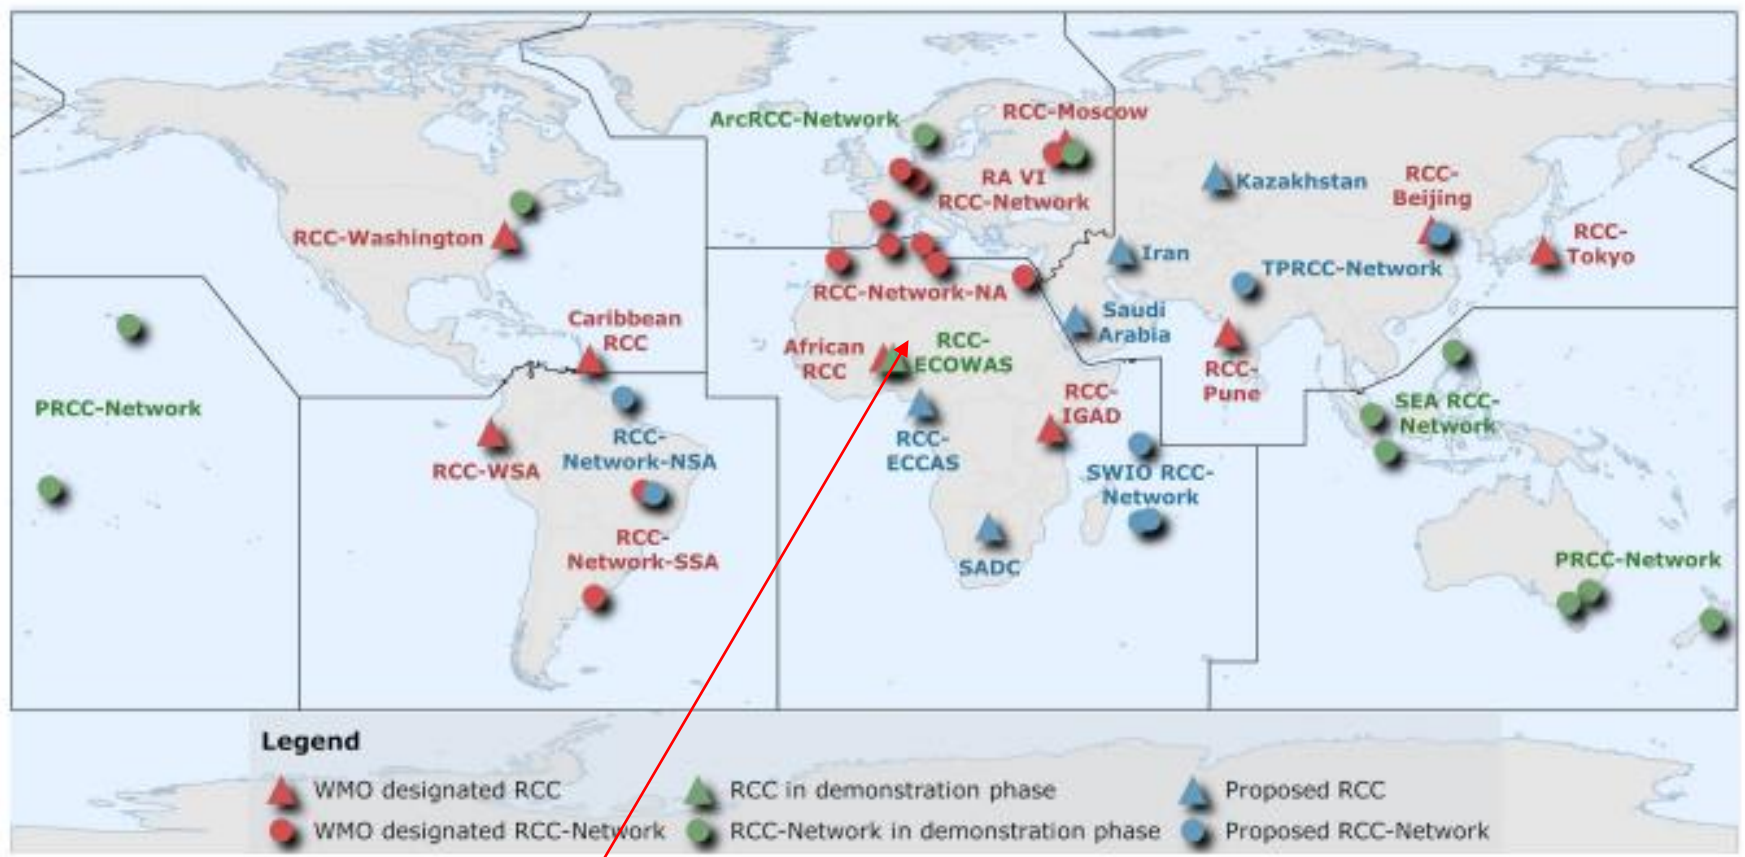 ArcRCC-Network
RCC-Moscow
RA VI
RCC-Network
Kazakhstan
RCC-
Beijing
RCC-Washington
RCC-
Tokyo
Iran
TPRCC-Network
RCC-Network-NA
Caribbean
RCC
Saudi
Arabia
African
RCC
RCC-
ECOWAS
RCC-
Pune
RCC-
IGAD
PRCC-Network
SEA RCC-
Network
RCC-
Network-NSA
RCC-
ECCAS
RCC-WSA
SWIO RCC-
Network
RCC-
Network-SSA
SADC
PRCC-Network
Legend
WMO designated RCC
RCC in demonstration phase
Proposed RCC
WMO designated RCC-Network
RCC-Network in demonstration phase
Proposed RCC-Network